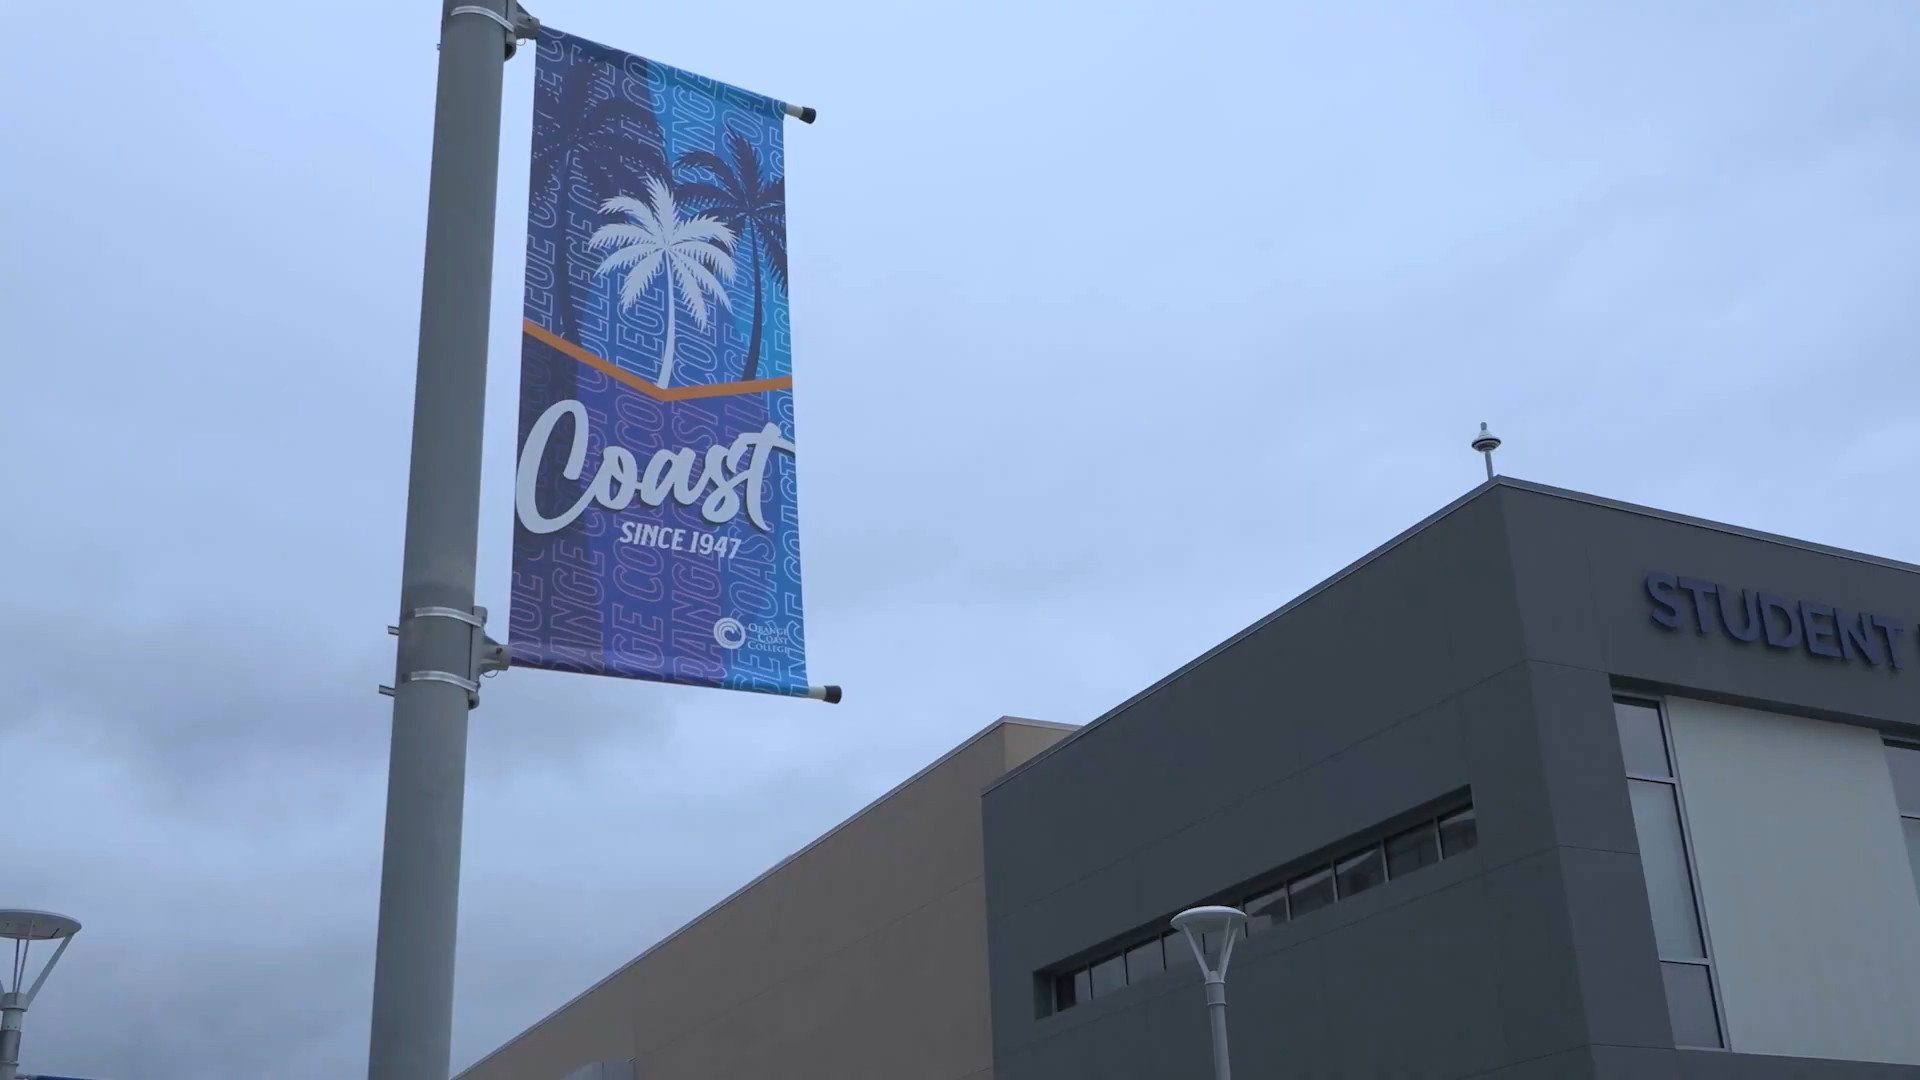 Coast
SINCE 1947
ORANGE
COAST
COLLEGE
STUDENT